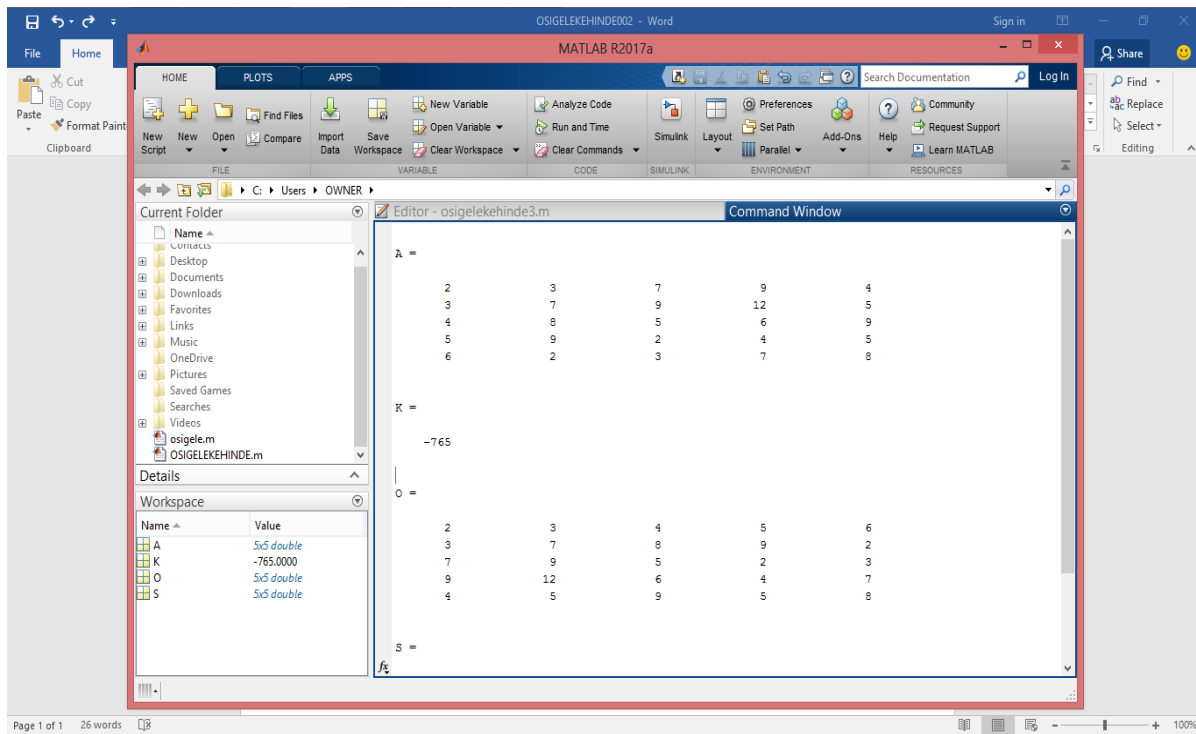 OSIGELEKEHINDE002 - Word
Sign in
File Home
Share
Cut
Copy
Paste
Format Paint
Clipboard
Find
Replace
Select
Editing
MATLAB R2017a
HOME PLOTS APPS
Search Documentation
Log In
New Script
New
Open
Find Files
Compare
Import Data
Save Workspace
New Variable
Open Variable
Clear Workspace
Analyze Code
Run and Time
Clear Commands
Simulink
Layout
Preferences
Set Path
Parallel
Add-Ons
Help
Community
Request Support
Learn MATLAB
FILE VARIABLE CODE SIMULINK ENVIRONMENT RESOURCES
C: Users OWNER
Current Folder
Name
Contacts
Desktop
Documents
Downloads
Favorites
Links
Music
OneDrive
Pictures
Saved Games
Searches
Videos
osigele.m
OSIGELEKEHINDE.m
Details
Workspace
Name Value
A 5x5 double
K -765.0000
O 5x5 double
S 5x5 double
Editor - osigelekehinde3.m
Command Window
A =
2 3 7 9 4
3 7 9 12 5
4 8 5 6 9
5 9 2 4 5
6 2 3 7 8
K =
-765
O =
2 3 4 5 6
3 7 8 9 2
7 9 5 2 3
9 12 6 4 7
4 5 9 5 8
S =
fx
Page 1 of 1 26 words
100%